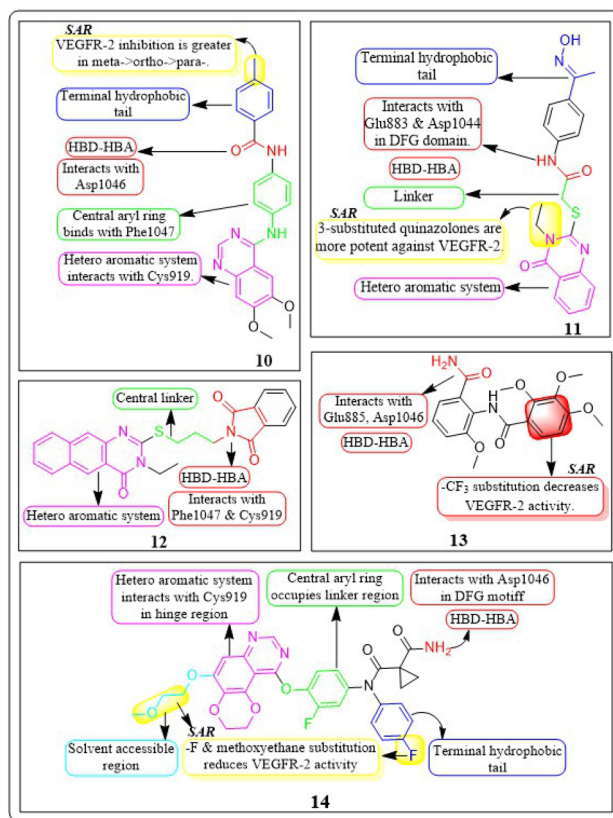 SAR
VEGFR-2 inhibition is greater
in meta->ortho->para-.
Terminal hydrophobic
tail
HBD-HBA
Interacts with
Asp1046
Central aryl ring
binds with Phe1047
Hetero aromatic system
interacts with Cys919.
O
NH
HN
N
N
O
O
10
Terminal hydrophobic
tail
Interacts with
Glu883 & Asp1044
in DFG domain.
HBD-HBA
Linker
SAR
3-substituted quinazolones are
more potent against VEGFR-2.
Hetero aromatic system
OH
N
HN
O
S
N
N
O
11
Central linker
HBD-HBA
Interacts with
Phe1047 & Cys919
Hetero aromatic system
N
S
N
O
O
N
O
12
Interacts with
Glu885, Asp1046
HBD-HBA
H2N
O
H
N
O
O
O
O
O
SAR
-CF3 substitution decreases
VEGFR-2 activity.
13
Hetero aromatic system
interacts with Cys919
in hinge region
Central aryl ring
occupies linker region
Interacts with Asp1046
in DFG motiff
HBD-HBA
N
N
O
O
O
O
O
F
N
O
O
NH2
F
Solvent accessible
region
SAR
-F & methoxyethane substitution
reduces VEGFR-2 activity
Terminal hydrophobic
tail
14